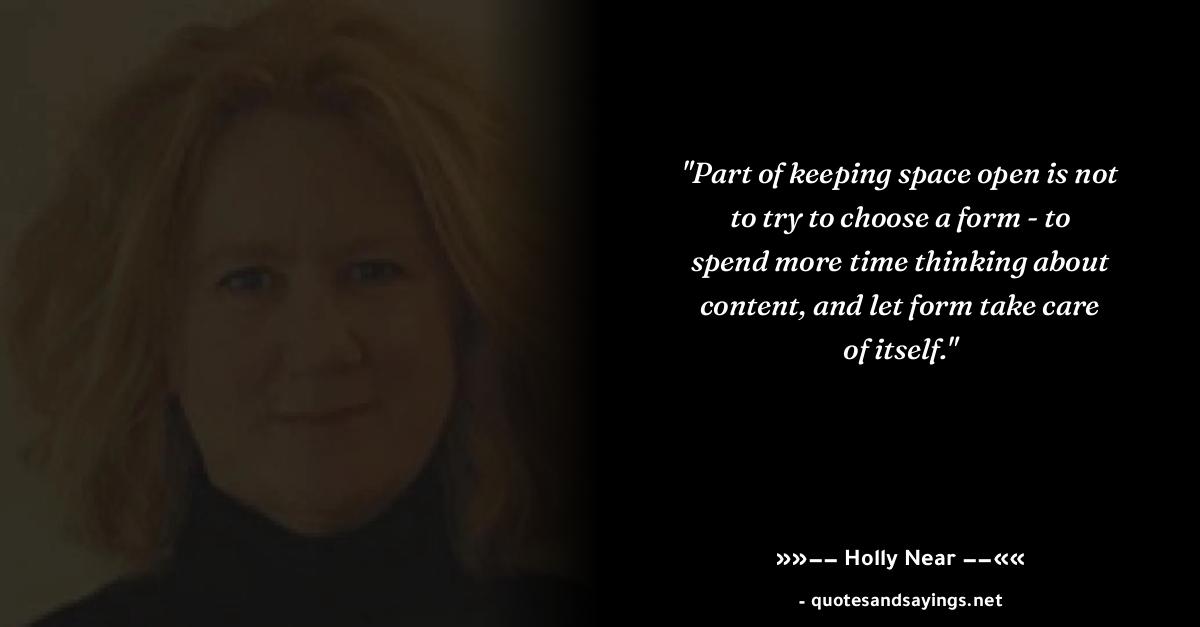 "Part of keeping space open is not
to try to choose a form - to
spend more time thinking about
content, and let form take care
of itself."
»»–– Holly Near ––««
- quotesandsayings.net